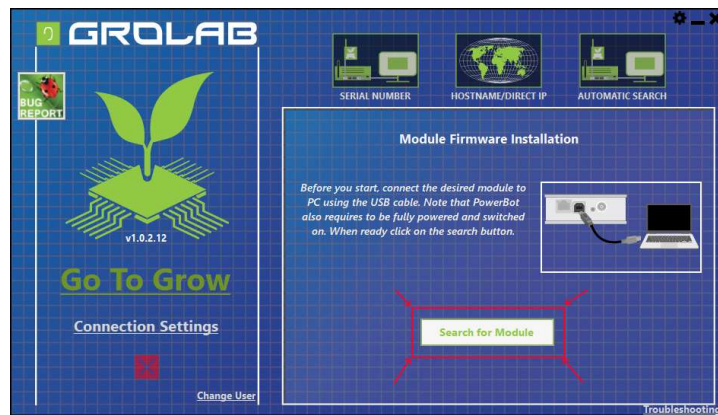 GROLAB
BUG
REPORT
v1.0.2.12
Go To Grow
Connection Settings
Change User
SERIAL NUMBER
HOSTNAME/DIRECT IP
AUTOMATIC SEARCH
Module Firmware Installation
Before you start, connect the desired module to
PC using the USB cable. Note that PowerBot
also requires to be fully powered and switched
on. When ready click on the search button.
Search for Module
Troubleshooting